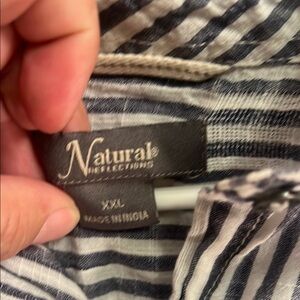 Natural®
REFLECTIONS
XXL
MADE IN INDIA